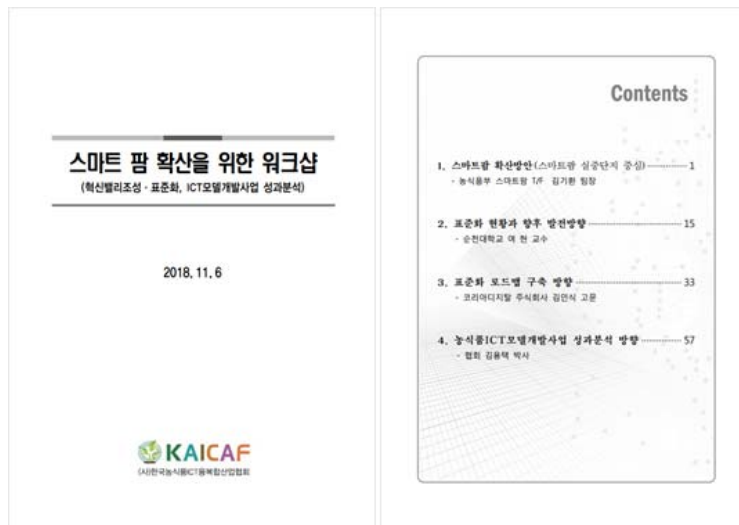 스마트 팜 확산을 위한 워크샵
(혁신밸리조성 · 표준화, ICT모델개발사업 성과분석)
2018. 11. 6
KAICAF
(사)한국농식품ICT융복합산업협회
Contents
1. 스마트팜 확산방안(스마트팜 실증단지 중심) 1
- 농식품부 스마트팜 T/F 김기환 팀장
2. 표준화 현황과 향후 발전방향 15
- 순천대학교 여 현 교수
3. 표준화 로드맵 구축 방향 33
- 코리아디지탈 주식회사 김인식 고문
4. 농식품ICT모델개발사업 성과분석 방향 57
- 협회 김용택 박사